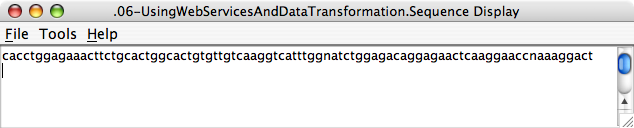 .06-UsingWebServicesAndDataTransformation.Sequence Display
File Tools Help
cacctggagaaacttctgcactggcactgtgttgtcaaggtcatttggnatctggagacaggagaactcaaggaaccnaaaggact